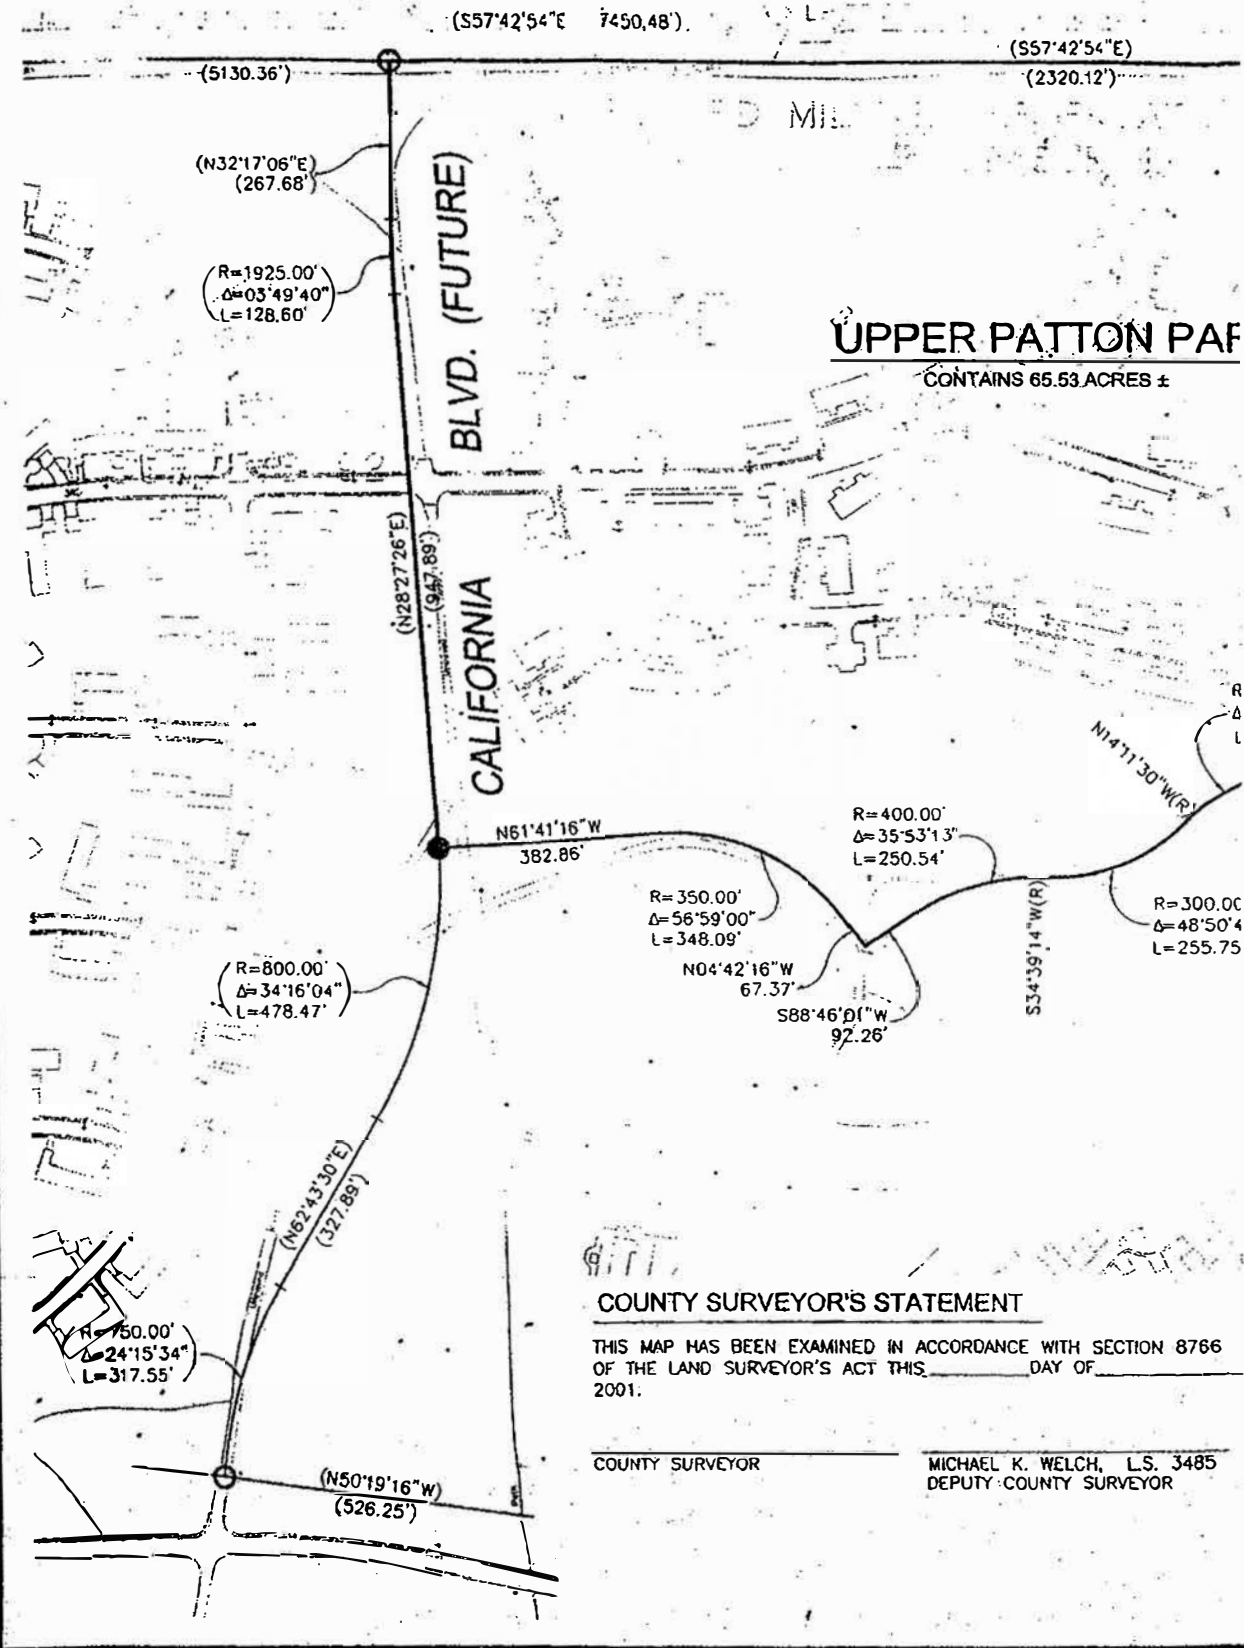 (S57°42'54"E 7450.48')
(S57°42'54"E)
(5130.36')
(2320.12')
MIL
(N32°17'06"E)
(267.68')
R=1925.00'
Δ=03°49'40"
L=128.60'
BLVD. (FUTURE)
CALIFORNIA
UPPER PATTON PAR
CONTAINS 65.53 ACRES ±
(N28°27'26"E)
(947.89')
R
Δ
L
N14°11'30"W(R)
N61°41'16"W
382.86'
R=400.00'
Δ=35°53'13"
L=250.54'
R=350.00'
Δ=56°59'00"
L=348.09'
R=300.00
Δ=48°50'4
L=255.75
S34°39'14"W(R)
N04°42'16"W
67.37'
S88°46'01"W
92.26'
R=800.00'
Δ=34°16'04"
L=478.47'
(N62°43'30"E)
(327.89')
R=750.00'
Δ=24°15'34"
L=317.55'
(N50°19'16"W)
(526.25')
COUNTY SURVEYOR'S STATEMENT
THIS MAP HAS BEEN EXAMINED IN ACCORDANCE WITH SECTION 8766
OF THE LAND SURVEYOR'S ACT THIS DAY OF
2001.
COUNTY SURVEYOR
MICHAEL K. WELCH, L.S. 3485
DEPUTY COUNTY SURVEYOR